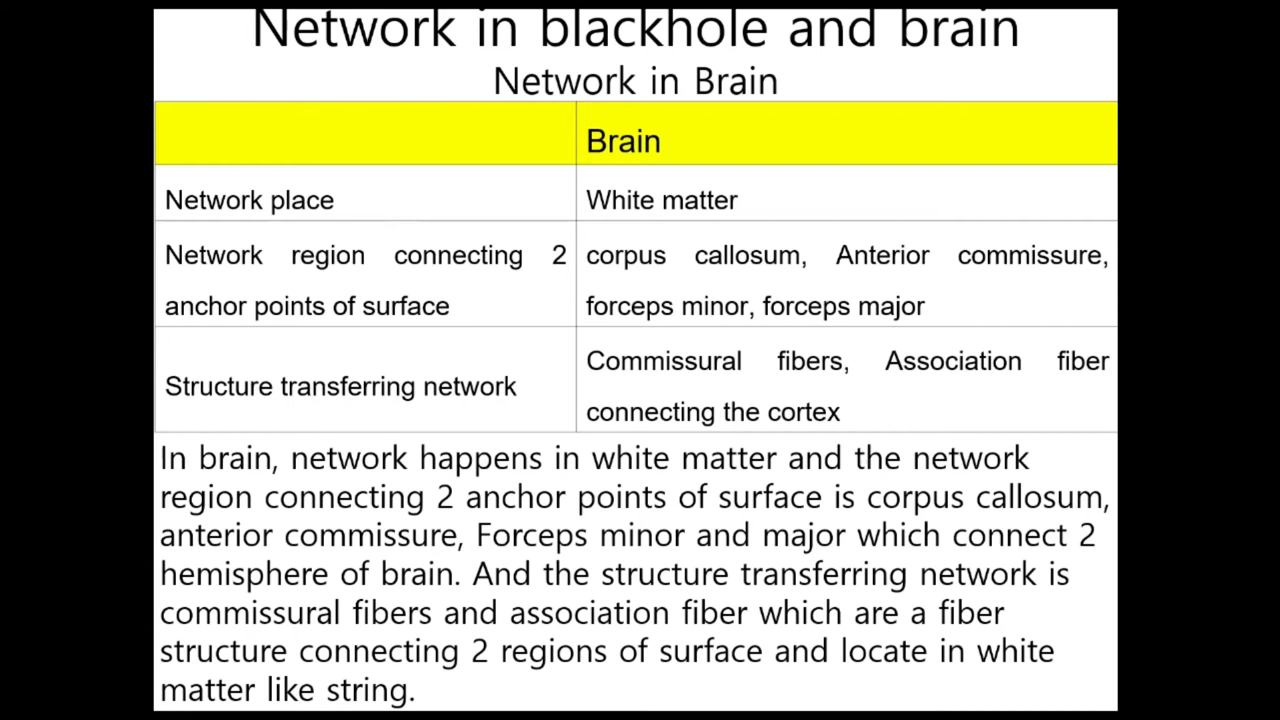 Network in blackhole and brain
Network in Brain
Brain
Network place
White matter
Network region connecting 2
anchor points of surface
corpus callosum, Anterior commissure,
forceps minor, forceps major
Structure transferring network
Commissural fibers, Association fiber
connecting the cortex
In brain, network happens in white matter and the network
region connecting 2 anchor points of surface is corpus callosum,
anterior commissure, Forceps minor and major which connect 2
hemisphere of brain. And the structure transferring network is
commissural fibers and association fiber which are a fiber
structure connecting 2 regions of surface and locate in white
matter like string.